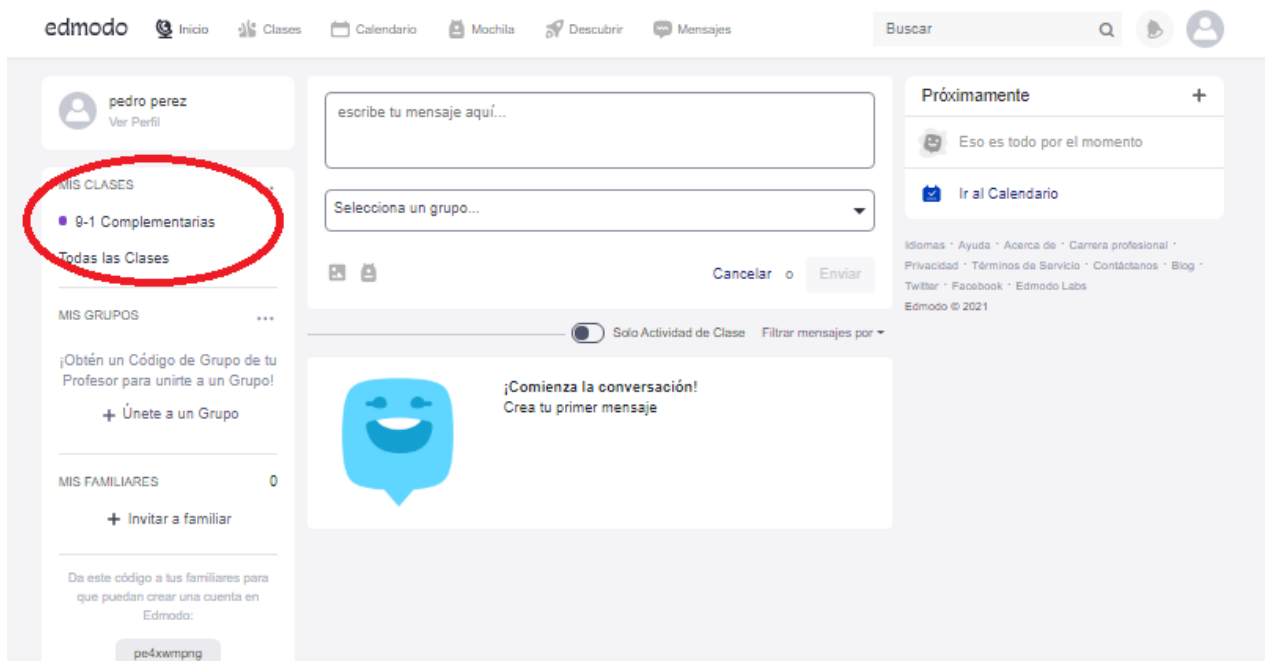 edmodo Inicio Clases Calendario Mochila Descubrir Mensajes Buscar
pedro perez
Ver Perfil
MIS CLASES ...
9-1 Complementarias
Todas las Clases
MIS GRUPOS ...
¡Obtén un Código de Grupo de tu
Profesor para unirte a un Grupo!
+ Únete a un Grupo
MIS FAMILIARES 0
+ Invitar a familiar
Da este código a tus familiares para
que puedan crear una cuenta en
Edmodo:
pe4xwmpng
escribe tu mensaje aquí...
Selecciona un grupo...
Cancelar o Enviar
Solo Actividad de Clase Filtrar mensajes por
¡Comienza la conversación!
Crea tu primer mensaje
Próximamente +
Eso es todo por el momento
Ir al Calendario
Idiomas · Ayuda · Acerca de · Carrera profesional ·
Privacidad · Términos de Servicio · Contáctanos · Blog ·
Twitter · Facebook · Edmodo Labs
Edmodo © 2021